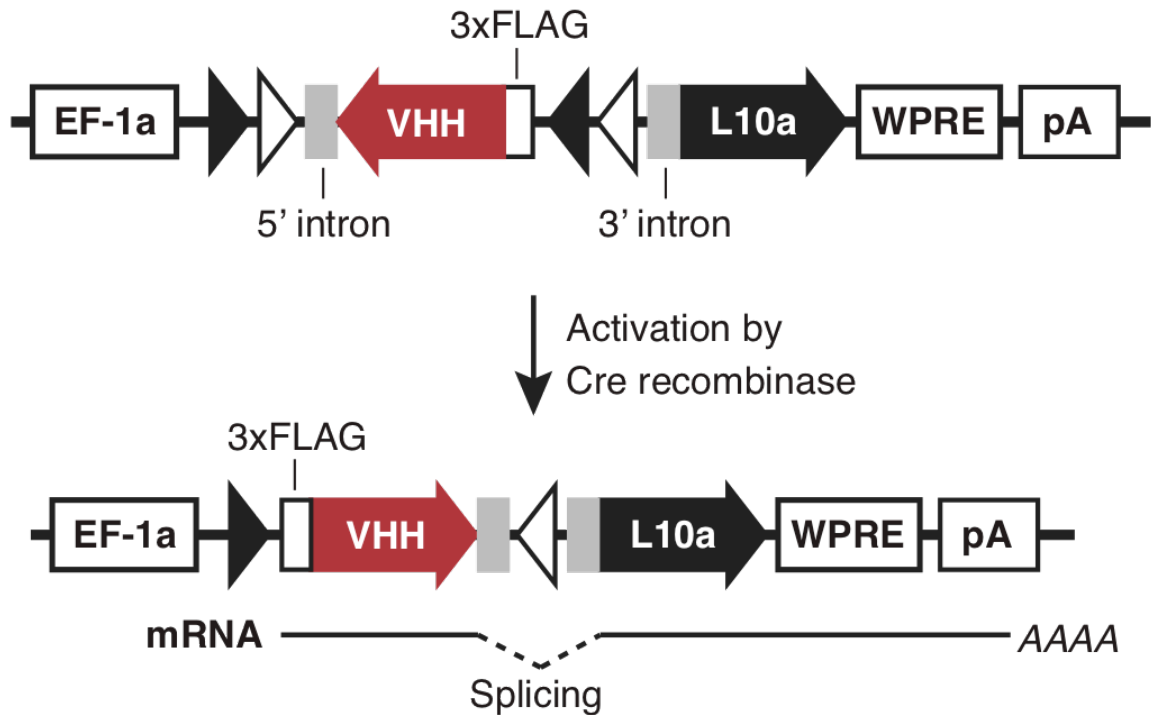 3xFLAG
EF-1a VHH L10a WPRE pA
5’ intron 3’ intron
Activation by
Cre recombinase
3xFLAG
EF-1a VHH L10a WPRE pA
mRNA AAAA
Splicing